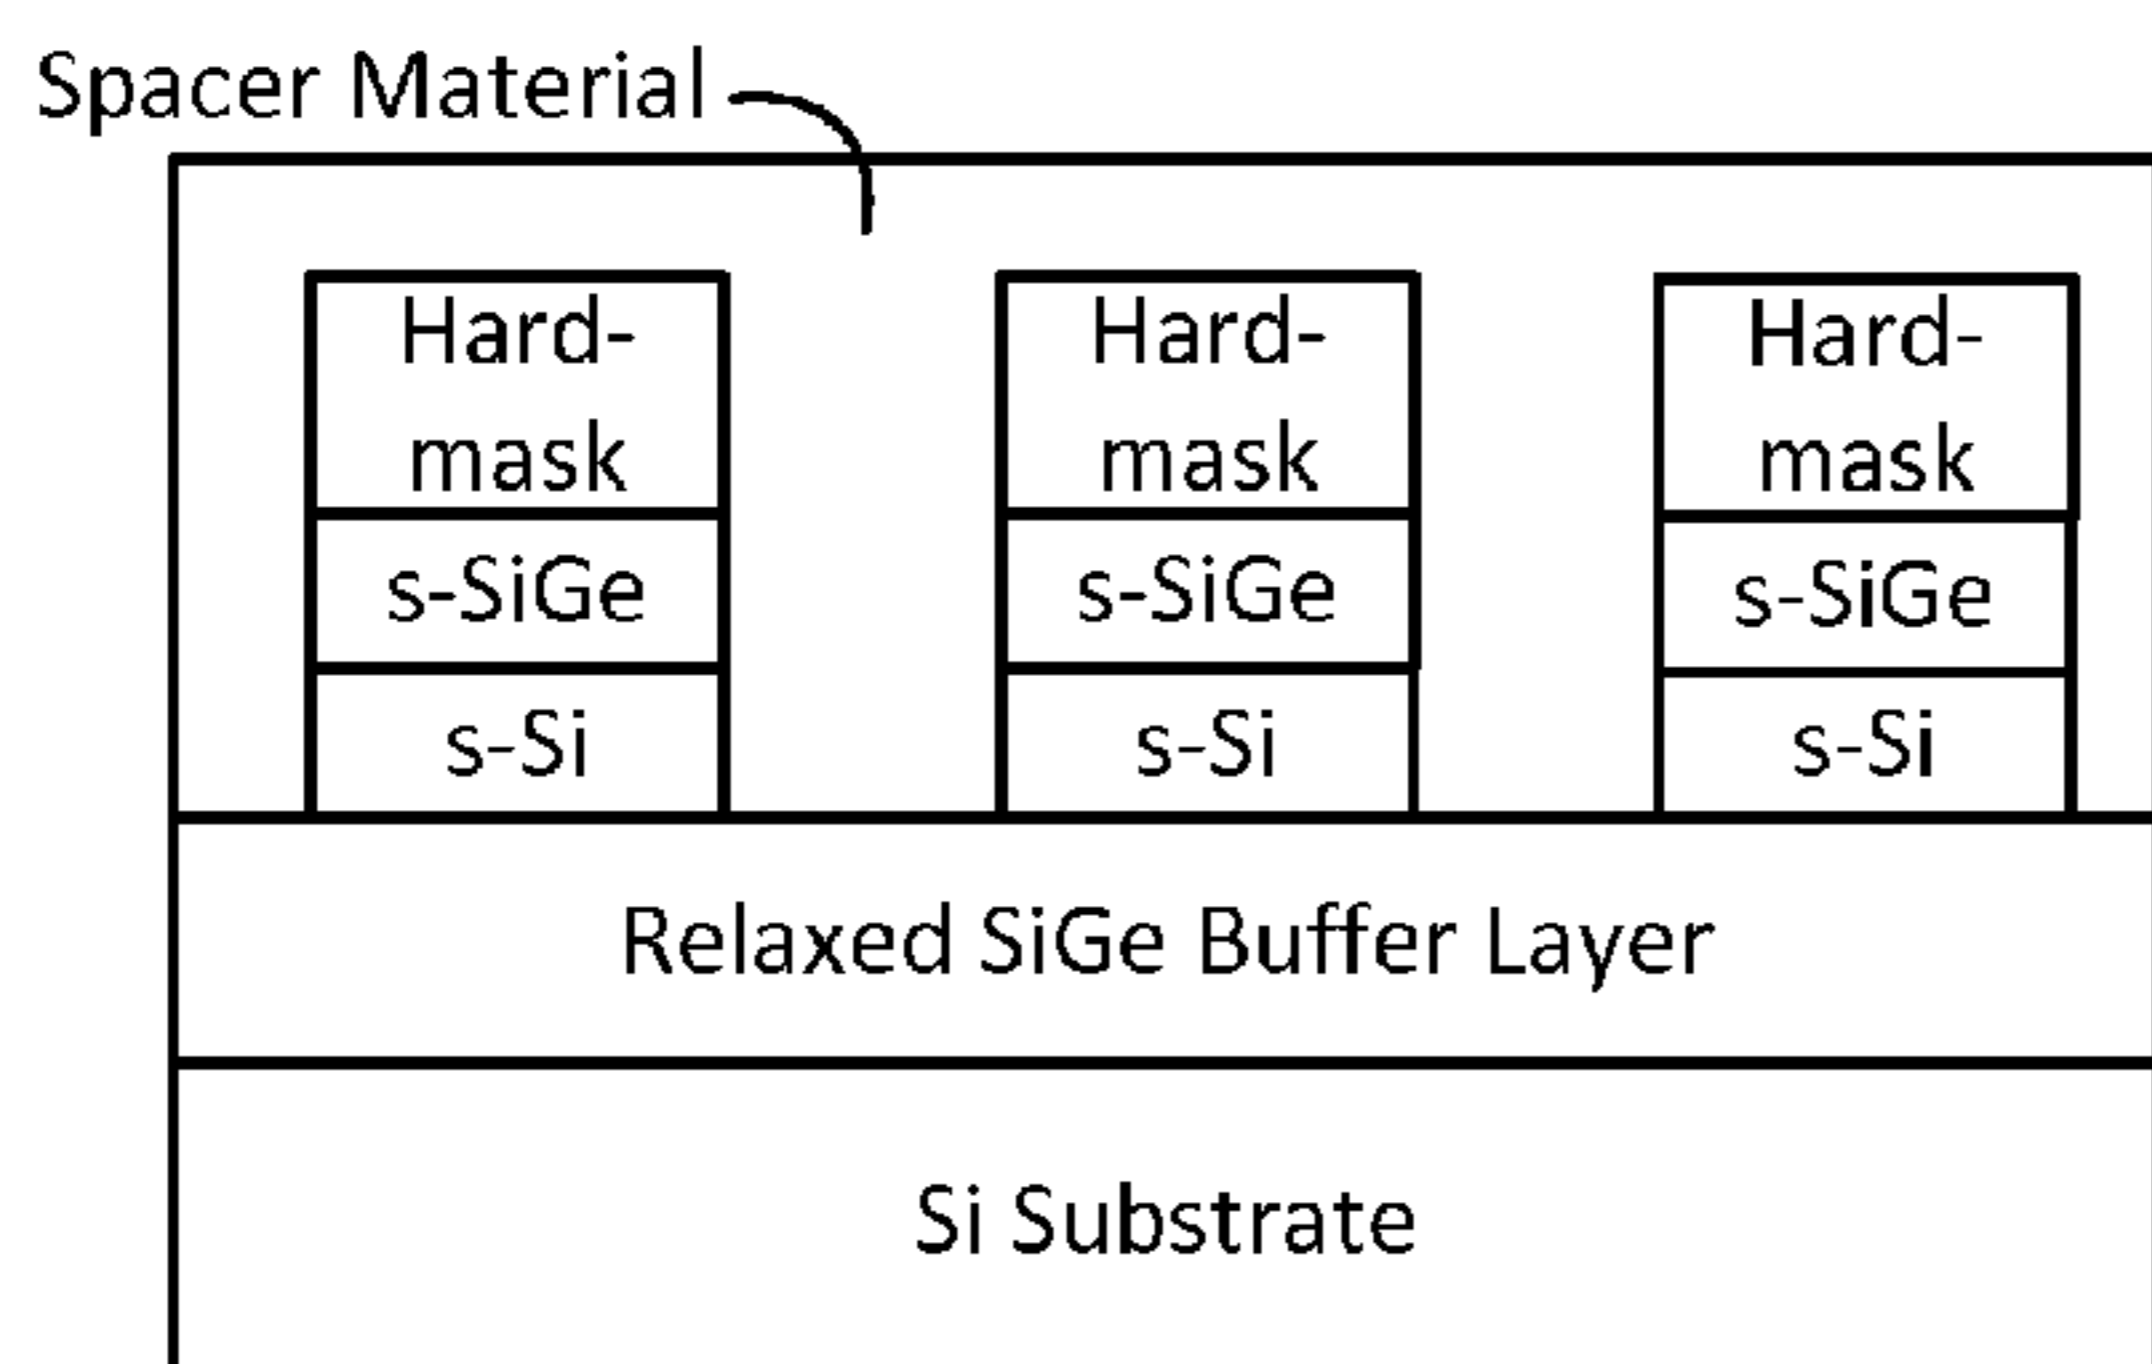 Spacer Material
Hard-
mask
Hard-
mask
Hard-
mask
s-SiGe
s-SiGe
s-SiGe
s-Si
s-Si
s-Si
Relaxed SiGe Buffer Layer
Si Substrate